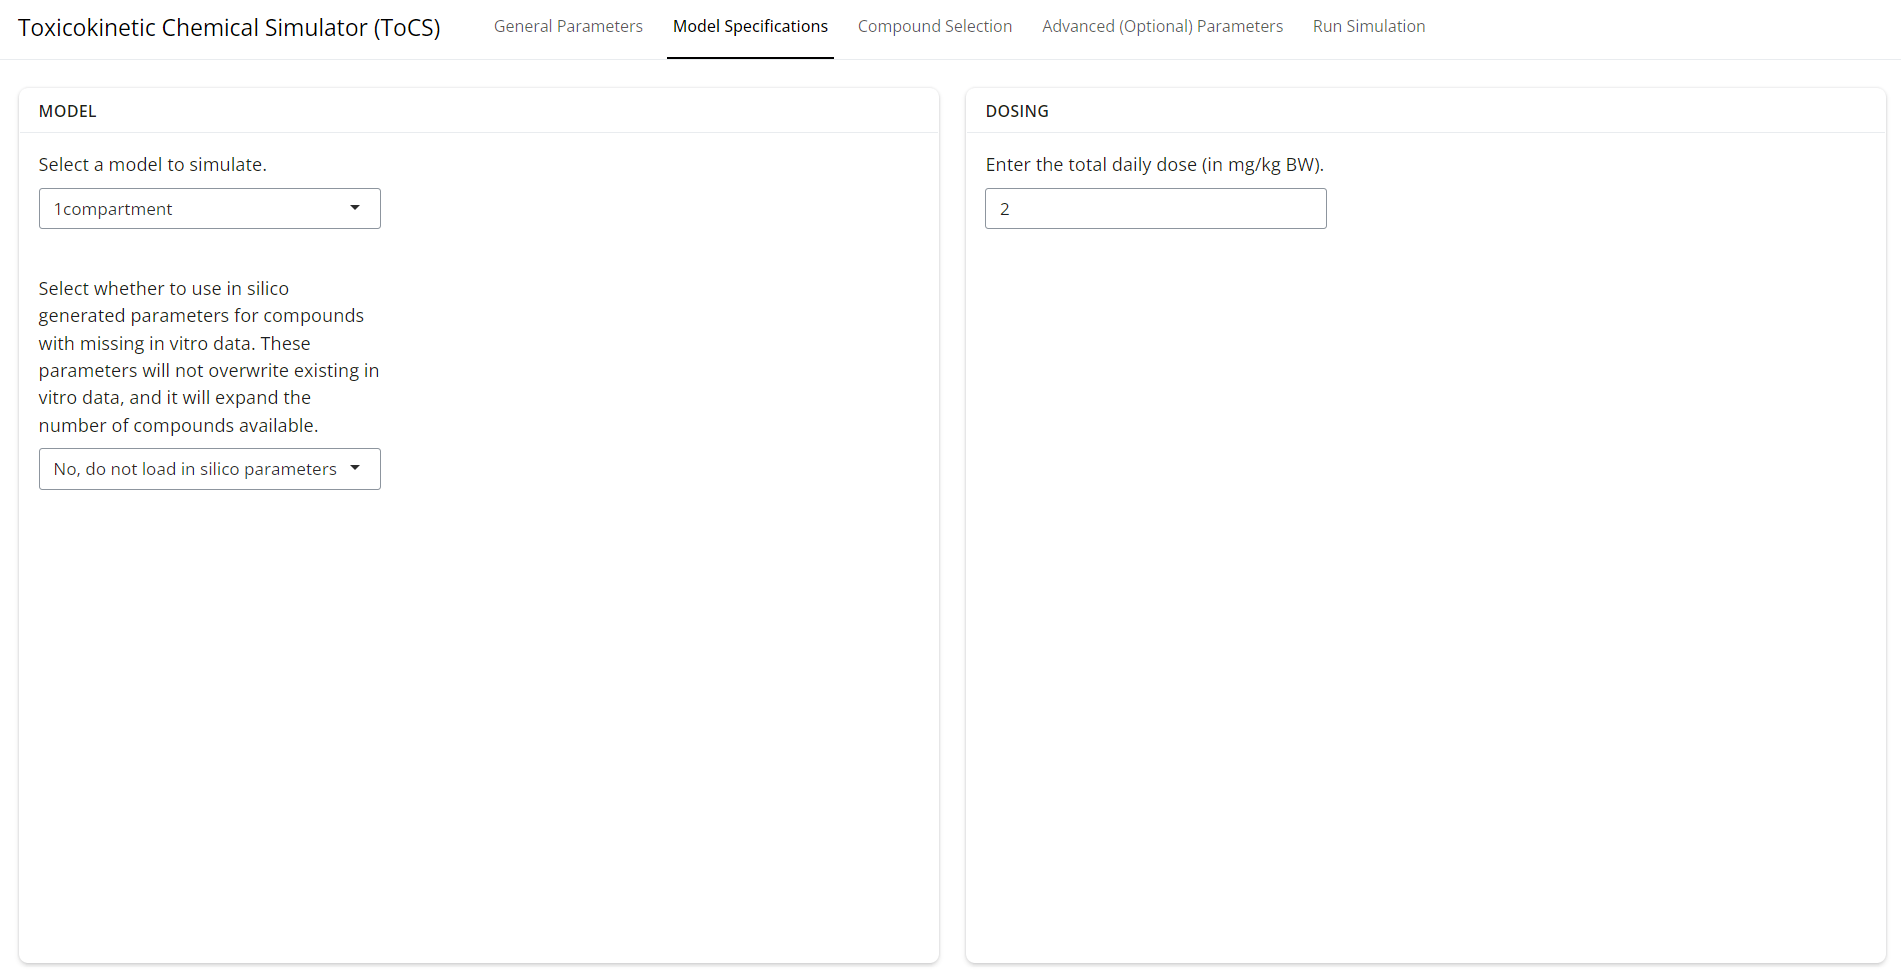 Toxicokinetic Chemical Simulator (ToCS)
General Parameters
Model Specifications
Compound Selection
Advanced (Optional) Parameters
Run Simulation
MODEL
Select a model to simulate.
1compartment
Select whether to use in silico
generated parameters for compounds
with missing in vitro data. These
parameters will not overwrite existing in
vitro data, and it will expand the
number of compounds available.
No, do not load in silico parameters
DOSING
Enter the total daily dose (in mg/kg BW).
2